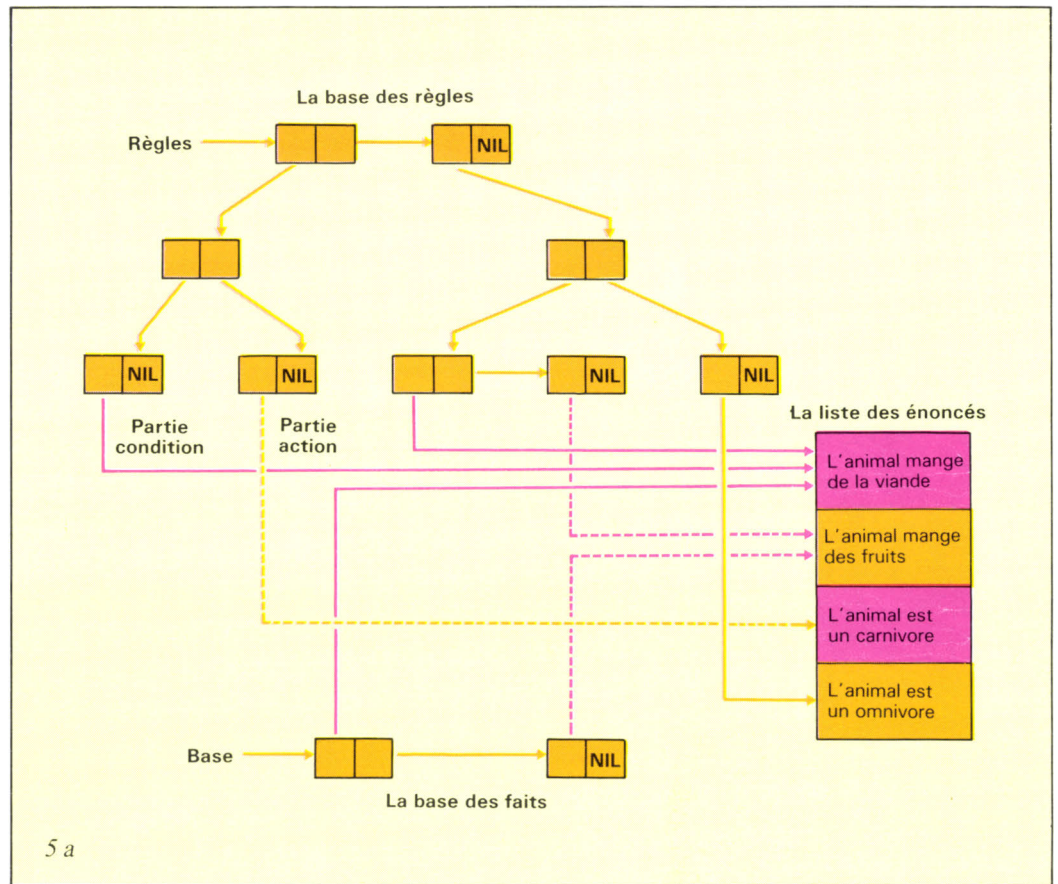 La base des règles
Règles
NIL
NIL
NIL
NIL
NIL
Partie
condition
Partie
action
La liste des énoncés
L'animal mange
de la viande
L'animal mange
des fruits
L'animal est
un carnivore
L'animal est
un omnivore
Base
NIL
La base des faits
5 a